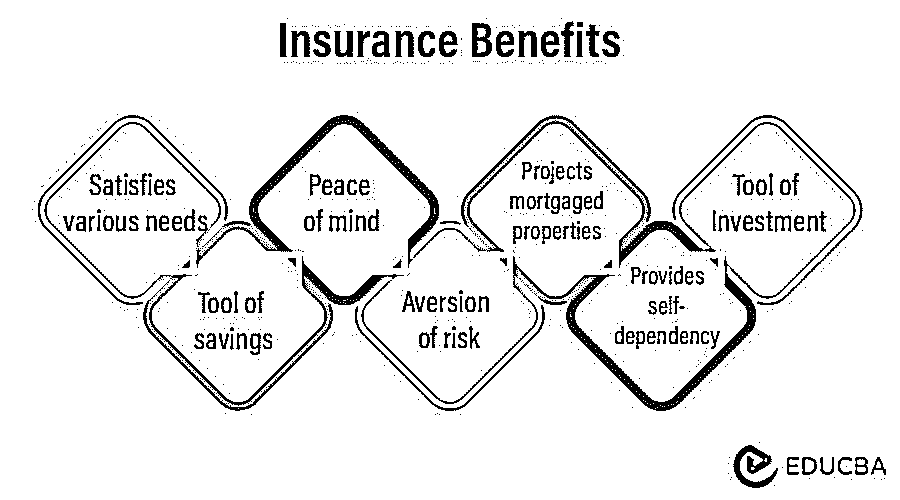 Insurance Benefits
Satisfies
various needs
Tool of
savings
Peace
of mind
Aversion
of risk
Projects
mortgaged
properties
Provides
self-
dependency
Tool of
Investment
EDUCBA